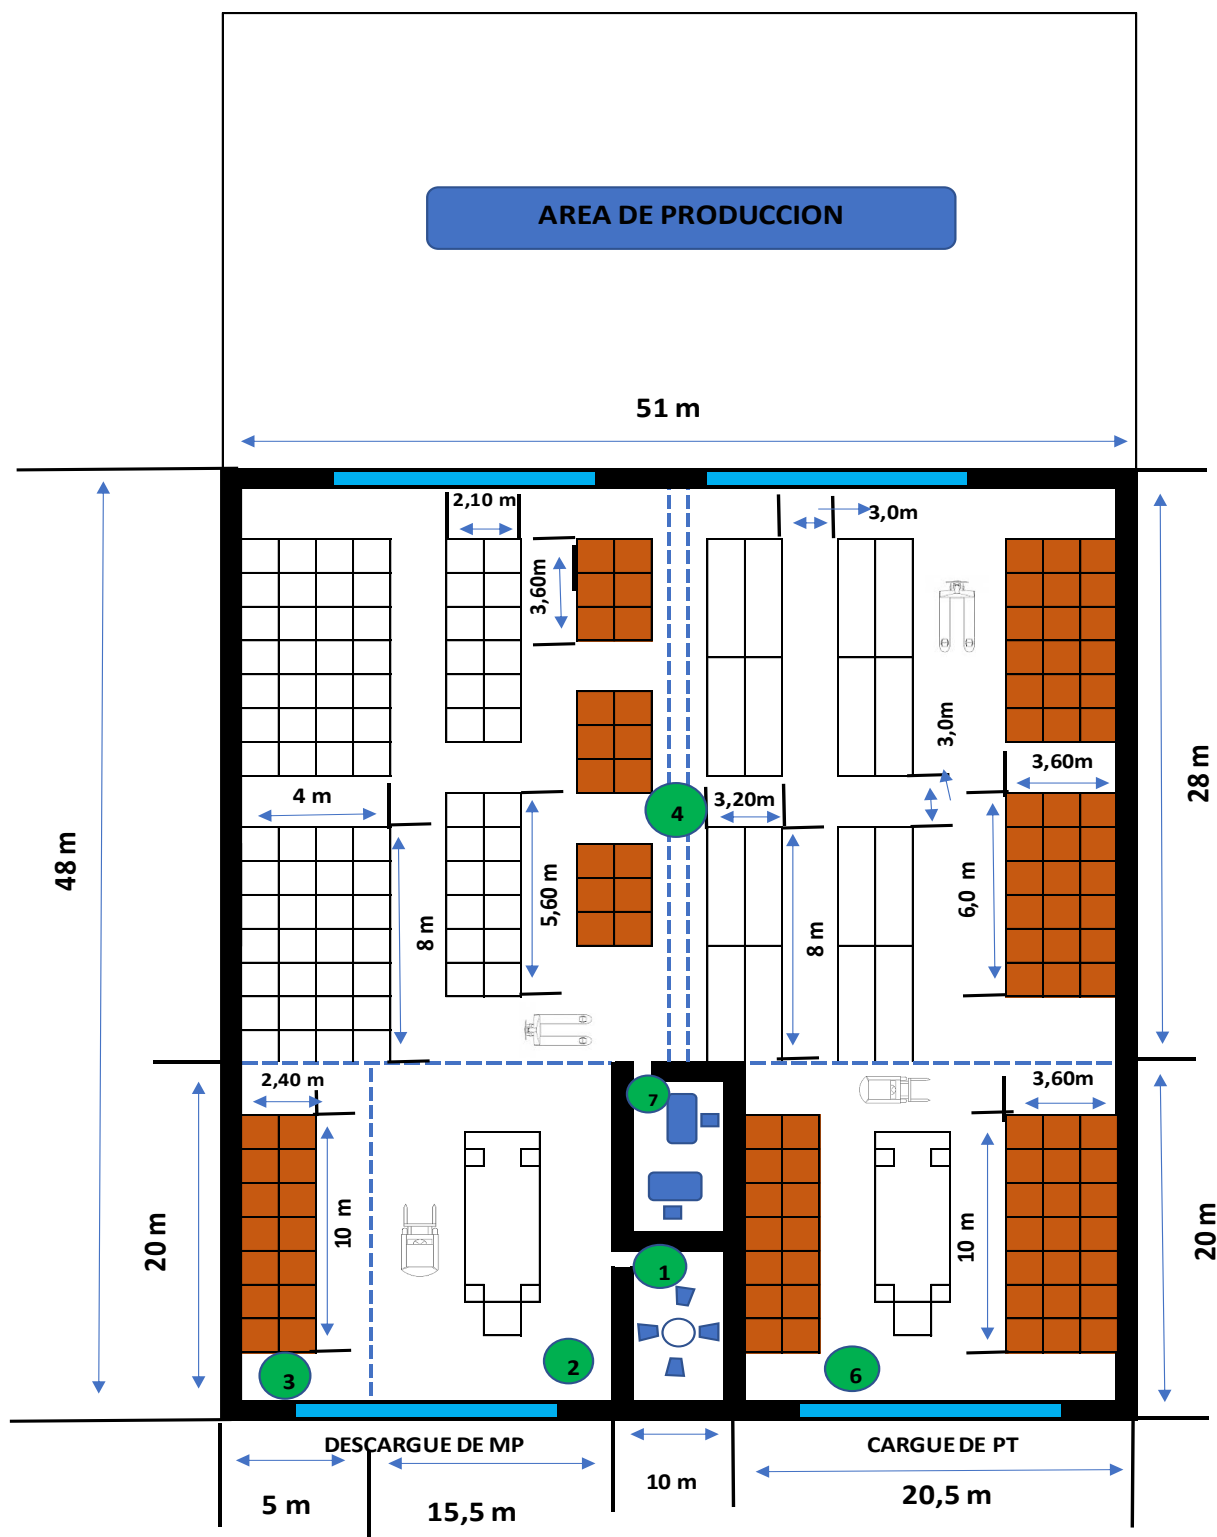 AREA DE PRODUCCION
51 m
2,10 m
3,0m
3,60m
3,0m
4 m
4
3,20m
3,60m
28 m
48 m
5,60 m
6,0 m
8 m
8 m
2,40 m
7
3,60m
20 m
10 m
10 m
20 m
1
3
2
6
DESCARGUE DE MP
CARGUE DE PT
5 m
15,5 m
10 m
20,5 m